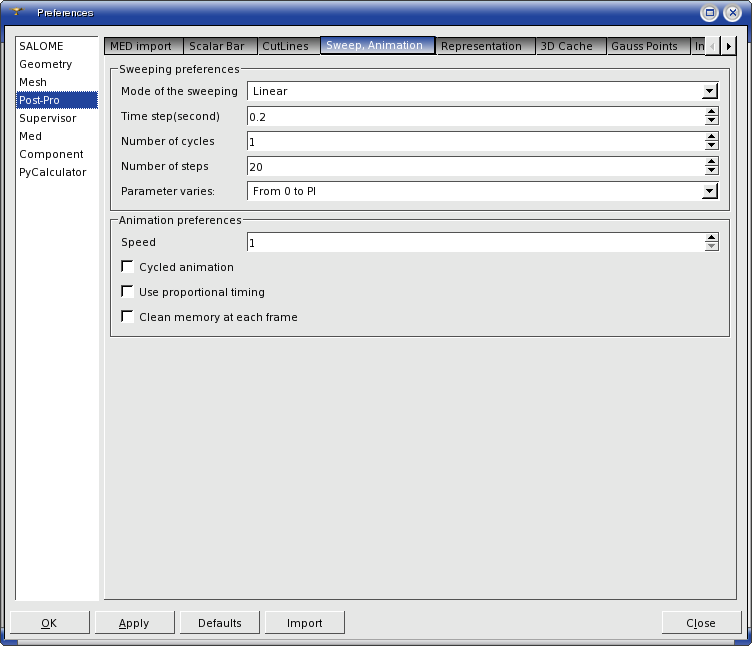 Preferences
SALOME
Geometry
Mesh
Post-Pro
Supervisor
Med
Component
PyCalculator
MED import
Scalar Bar
CutLines
Sweep, Animation
Representation
3D Cache
Gauss Points
Sweeping preferences
Mode of the sweeping Linear
Time step(second) 0.2
Number of cycles 1
Number of steps 20
Parameter varies: From 0 to PI
Animation preferences
Speed 1
Cycled animation
Use proportional timing
Clean memory at each frame
OK
Apply
Defaults
Import
Close